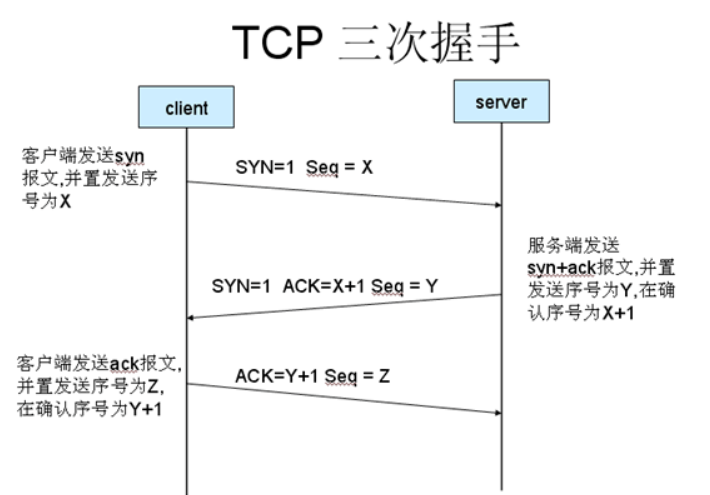 TCP 三次握手
client
server
客户端发送syn
报文,并置发送序
号为X
SYN=1 Seq = X
服务端发送
syn+ack报文,并置
发送序号为Y,在确
认序号为X+1
SYN=1 ACK=X+1 Seq = Y
客户端发送ack报文,
并置发送序号为Z,
在确认序号为Y+1
ACK=Y+1 Seq = Z